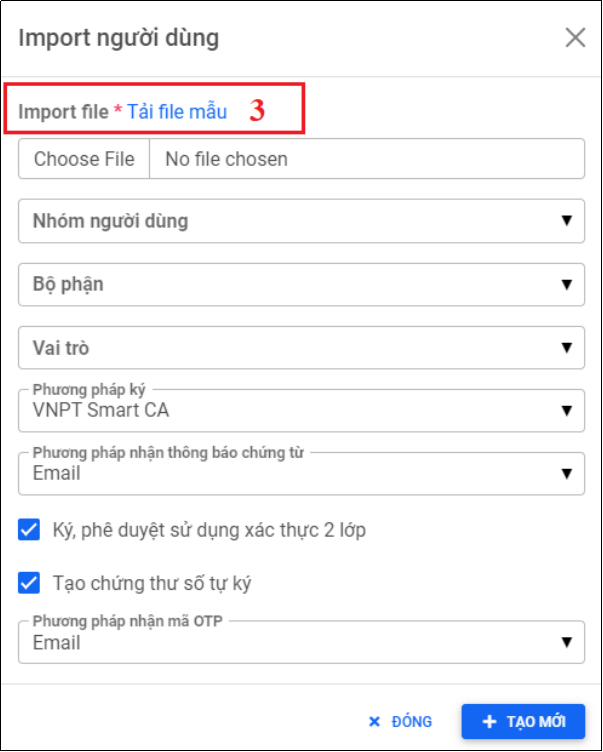 Import người dùng
Import file * Tải file mẫu 3
Choose File No file chosen
Nhóm người dùng
Bộ phận
Vai trò
Phương pháp ký
VNPT Smart CA
Phương pháp nhận thông báo chứng từ
Email
Ký, phê duyệt sử dụng xác thực 2 lớp
Tạo chứng thư số tự ký
Phương pháp nhận mã OTP
Email
ĐÓNG TẠO MỚI